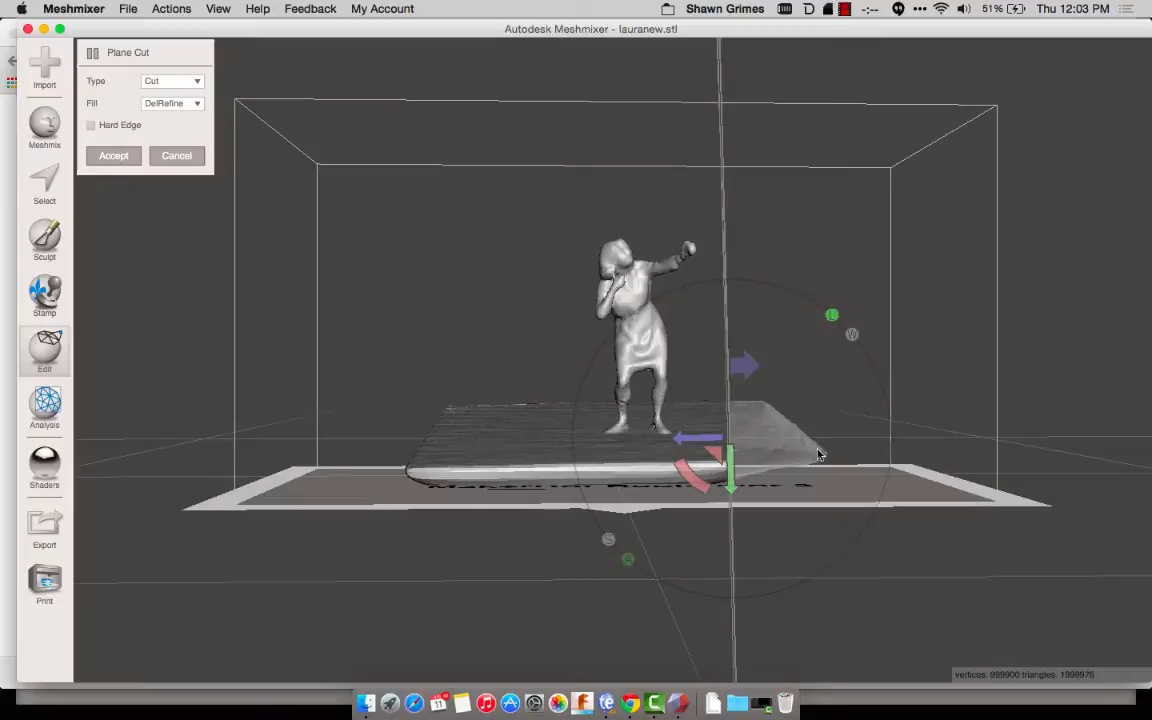 Meshmixer File Actions View Help Feedback My Account Shawn Grimes 51% Thu 12:03 PM
Autodesk Meshmixer - lauranew.stl
Plane Cut
Type Cut
Fill DelRefine
Hard Edge
Accept Cancel
Import
Meshmix
Select
Sculpt
Stamp
Edit
Analysis
Shaders
Export
Print
L
W
S
A
vertices: 999900 triangles: 1999976